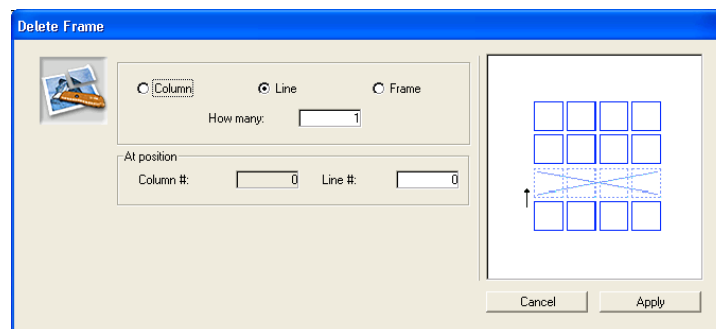 Delete Frame
Column Line Frame
How many: 1
At position
Column #: 0 Line #: 0
Cancel Apply